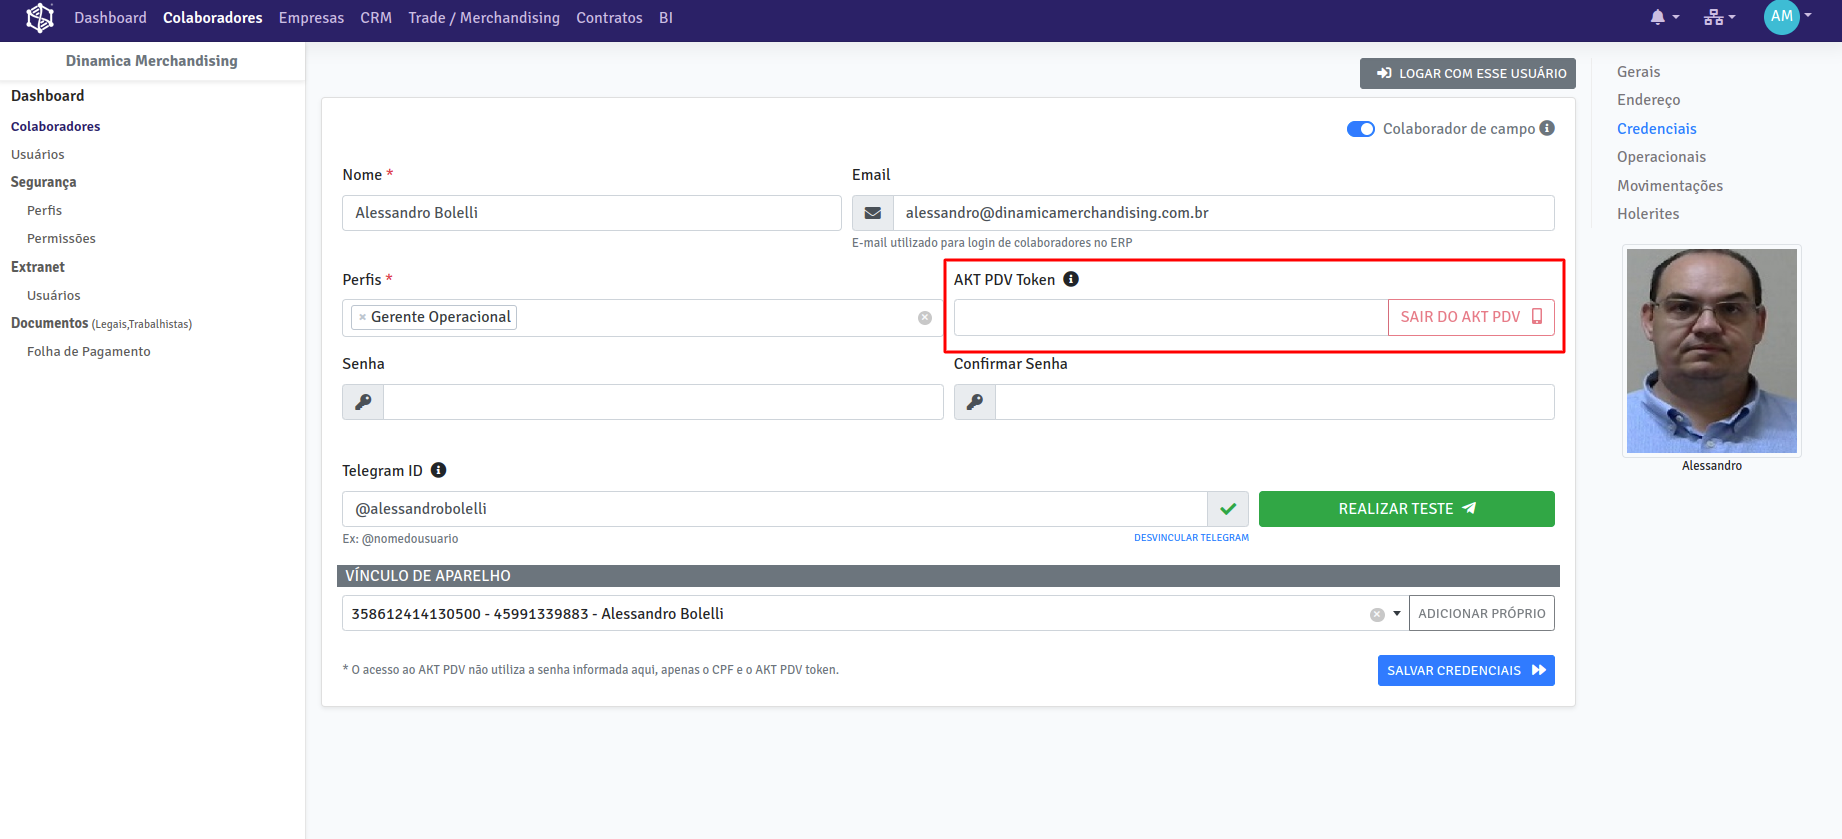 Dashboard Colaboradores Empresas CRM Trade / Merchandising Contratos BI AM
Dinamica Merchandising
Dashboard
Colaboradores
Usuários
Segurança
Perfis
Permissões
Extranet
Usuários
Documentos (Legais,Trabalhistas)
Folha de Pagamento
LOGAR COM ESSE USUÁRIO
Colaborador de campo
Nome *
Email
Alessandro Bolelli
alessandro@dinamicamerchandising.com.br
E-mail utilizado para login de colaboradores no ERP
Perfis *
AKT PDV Token
× Gerente Operacional
SAIR DO AKT PDV
Senha
Confirmar Senha
Telegram ID
@alessandrobolelli
REALIZAR TESTE
Ex: @nomedousuario
DESVINCULAR TELEGRAM
VÍNCULO DE APARELHO
358612414130500 - 45991339883 - Alessandro Bolelli
ADICIONAR PRÓPRIO
* O acesso ao AKT PDV não utiliza a senha informada aqui, apenas o CPF e o AKT PDV token.
SALVAR CREDENCIAIS
Gerais
Endereço
Credenciais
Operacionais
Movimentações
Holerites
Alessandro